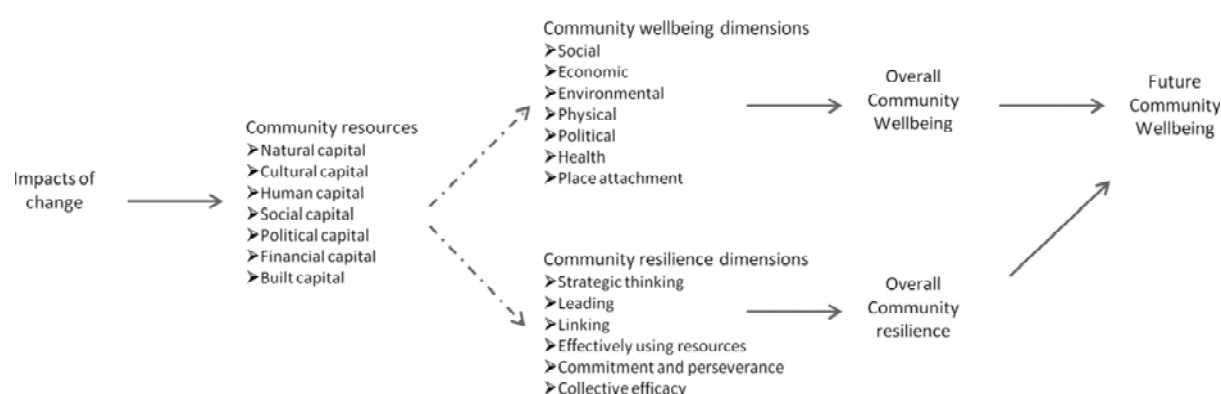 Impacts of
change
Community resources
➤Natural capital
➤Cultural capital
➤Human capital
➤Social capital
➤Political capital
➤Financial capital
➤Built capital
Community wellbeing dimensions
➤Social
➤Economic
➤Environmental
➤Physical
➤Political
➤Health
➤Place attachment
Community resilience dimensions
➤Strategic thinking
➤Leading
➤Linking
➤Effectively using resources
➤Commitment and perseverance
➤Collective efficacy
Overall
Community
Wellbeing
Overall
Community
resilience
Future
Community
Wellbeing